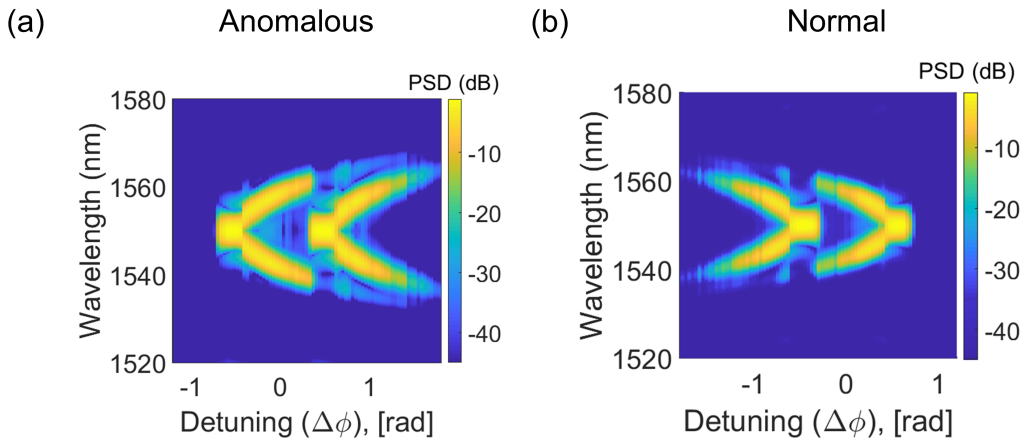 (a) Anomalous
PSD (dB)
1580
1560
1540
1520
Wavelength (nm)
-10
-20
-30
-40
-1 0 1
Detuning (Δϕ), [rad]
(b) Normal
PSD (dB)
1580
1560
1540
1520
Wavelength (nm)
-10
-20
-30
-40
-1 0 1
Detuning (Δϕ), [rad]